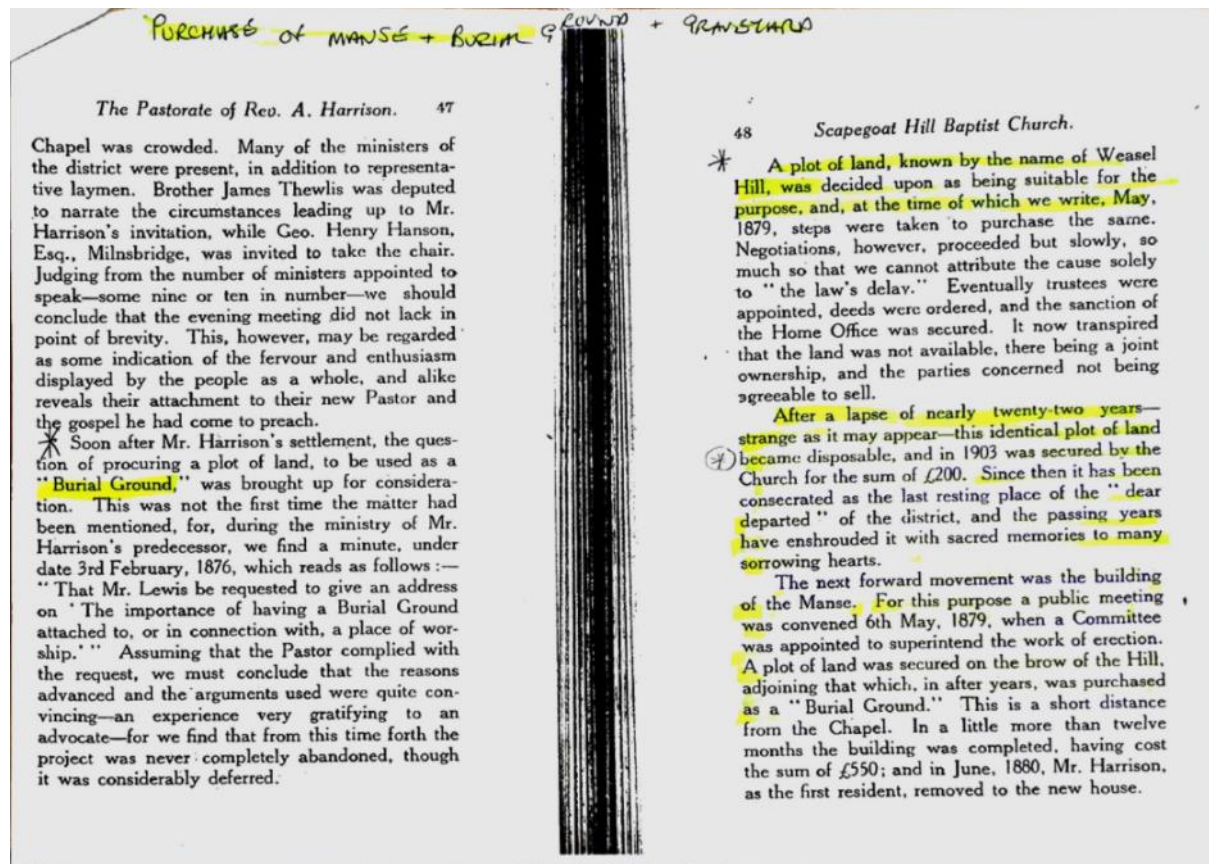 PURCHASE OF MANSE + BURIAL GROUND + GRAVEYARD
The Pastorate of Rev. A. Harrison. 47
Chapel was crowded. Many of the ministers of
the district were present, in addition to representa-
tive laymen. Brother James Thewlis was deputed
to narrate the circumstances leading up to Mr.
Harrison's invitation, while Geo. Henry Hanson,
Esq., Milnsbridge, was invited to take the chair.
Judging from the number of ministers appointed to
speak—some nine or ten in number—we should
conclude that the evening meeting did not lack in
point of brevity. This, however, may be regarded
as some indication of the fervour and enthusiasm
displayed by the people as a whole, and alike
reveals their attachment to their new Pastor and
the gospel he had come to preach.
Soon after Mr. Harrison's settlement, the ques-
tion of procuring a plot of land, to be used as a
"Burial Ground," was brought up for considera-
tion. This was not the first time the matter had
been mentioned, for, during the ministry of Mr.
Harrison's predecessor, we find a minute, under
date 3rd February, 1876, which reads as follows :—
"That Mr. Lewis be requested to give an address
on 'The importance of having a Burial Ground
attached to, or in connection with, a place of wor-
ship.'" Assuming that the Pastor complied with
the request, we must conclude that the reasons
advanced and the arguments used were quite con-
vincing—an experience very gratifying to an
advocate—for we find that from this time forth the
project was never completely abandoned, though
it was considerably deferred.
48 Scapegoat Hill Baptist Church.
A plot of land, known by the name of Weasel
Hill, was decided upon as being suitable for the
purpose, and, at the time of which we write, May,
1879, steps were taken to purchase the same.
Negotiations, however, proceeded but slowly, so
much so that we cannot attribute the cause solely
to "the law's delay." Eventually trustees were
appointed, deeds were ordered, and the sanction of
the Home Office was secured. It now transpired
that the land was not available, there being a joint
ownership, and the parties concerned not being
agreeable to sell.
After a lapse of nearly twenty-two years—
strange as it may appear—this identical plot of land
became disposable, and in 1903 was secured by the
Church for the sum of £200. Since then it has been
consecrated as the last resting place of the "dear
departed" of the district, and the passing years
have enshrouded it with sacred memories to many
sorrowing hearts.
The next forward movement was the building
of the Manse. For this purpose a public meeting
was convened 6th May, 1879, when a Committee
was appointed to superintend the work of erection.
A plot of land was secured on the brow of the Hill,
adjoining that which, in after years, was purchased
as a "Burial Ground." This is a short distance
from the Chapel. In a little more than twelve
months the building was completed, having cost
the sum of £550; and in June, 1880, Mr. Harrison,
as the first resident, removed to the new house.